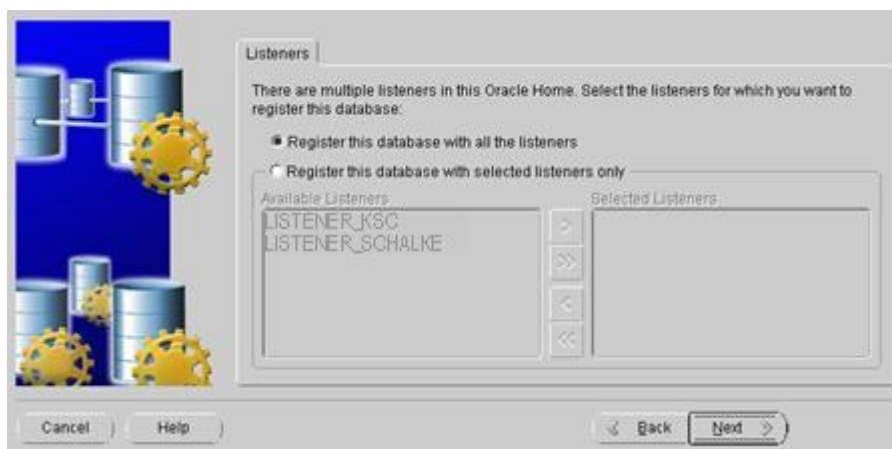 Listeners
There are multiple listeners in this Oracle Home. Select the listeners for which you want to
register this database:
Register this database with all the listeners
Register this database with selected listeners only
Available Listeners
Selected Listeners
LISTENER_KSC
LISTENER_SCHALKE
>
>>
<
<<
Cancel
Help
Back
Next